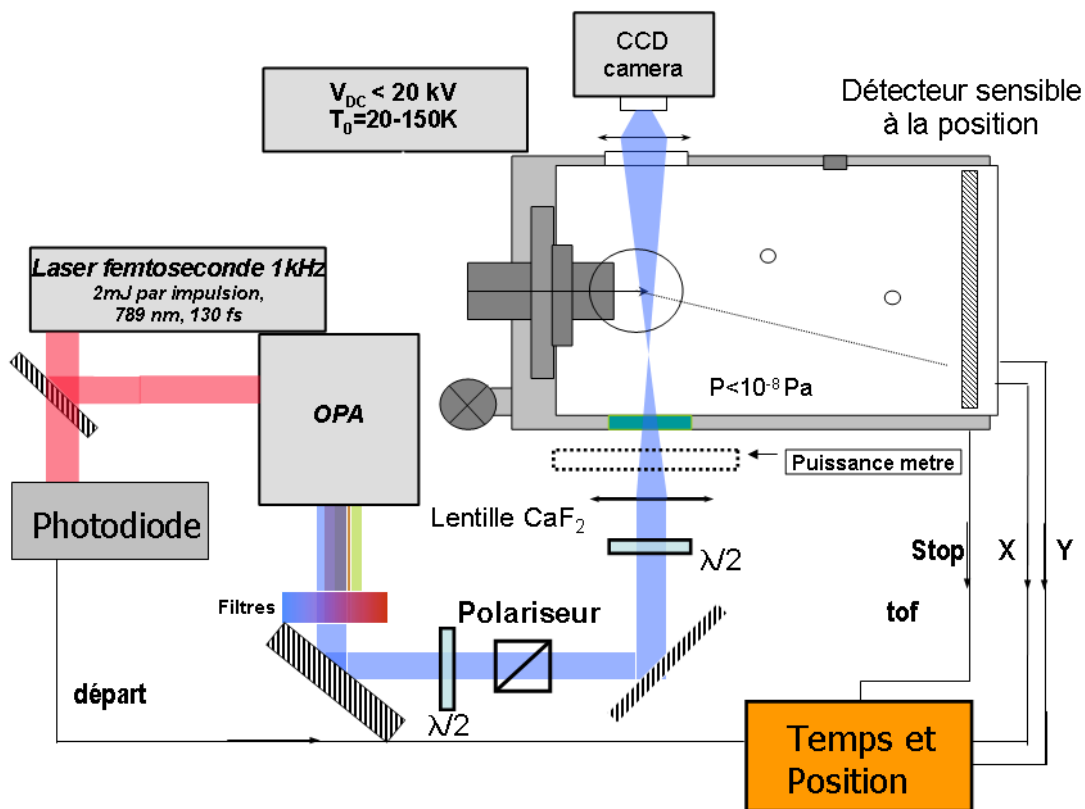 CCD
camera
V_DC < 20 kV
T₀=20-150K
Détecteur sensible
à la position
Laser femtoseconde 1kHz
2mJ par impulsion,
789 nm, 130 fs
OPA
P<10⁻⁸ Pa
Puissance metre
Photodiode
Lentille CaF₂
λ/2
Stop
X
Y
Filtres
Polariseur
tof
départ
λ/2
Temps et
Position